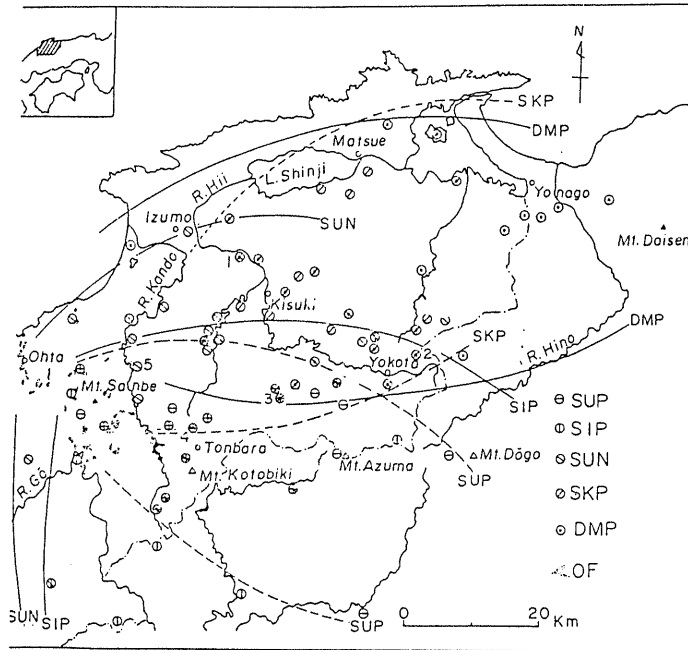 N
SKP
DMP
Matsue
L. Shinji
R. Hii
Yonago
Izumo
SUN
Mt. Daisen
R. Kando
1
Kisuki
SKP
DMP
R. Hino
Ohta
5
Yokota
2
Mt. Sanbe
3
SIP
SUP
4
Tonbara
SIP
Mt. Azuma
Mt. Dōgo
SUN
R. Gō
Mt. Kotobiki
SUP
SKP
DMP
OF
SUN
SIP
SUP
0 20 Km